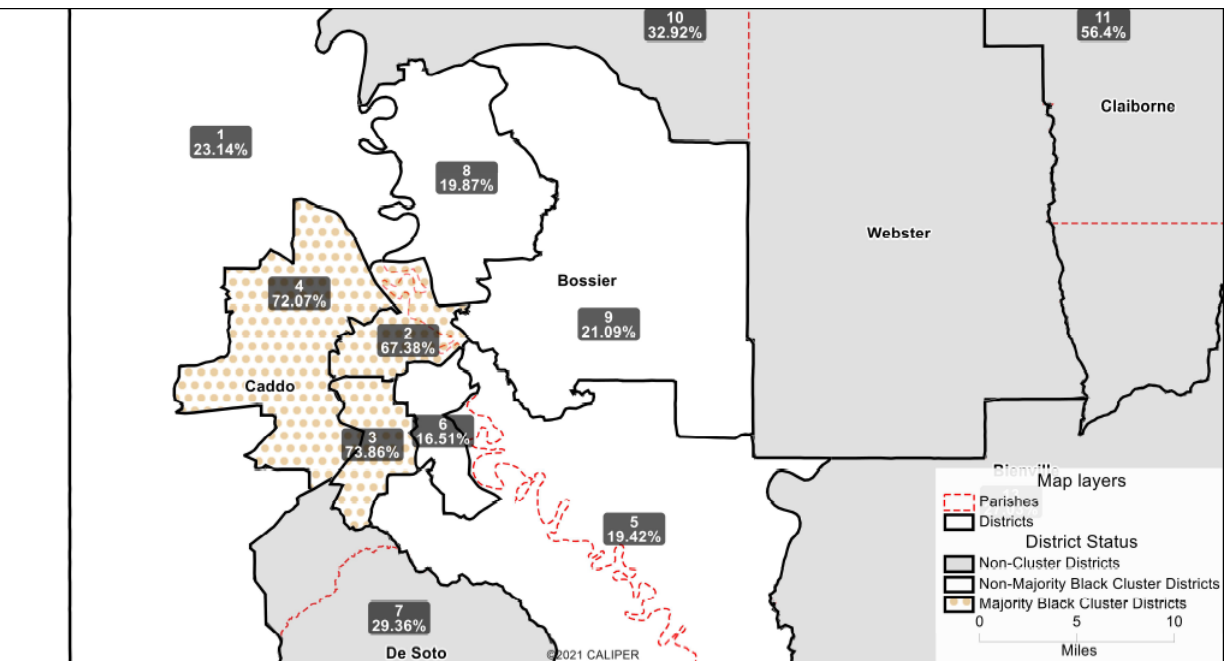 10
32.92%
11
56.4%
Claiborne
1
23.14%
8
19.87%
Webster
Bossier
4
72.07%
9
21.09%
2
67.38%
Caddo
3
73.86%
6
16.51%
Bienville
Map layers
Parishes
Districts
District Status
Non-Cluster Districts
Non-Majority Black Cluster Districts
Majority Black Cluster Districts
0 5 10
Miles
5
19.42%
7
29.36%
De Soto
©2021 CALIPER